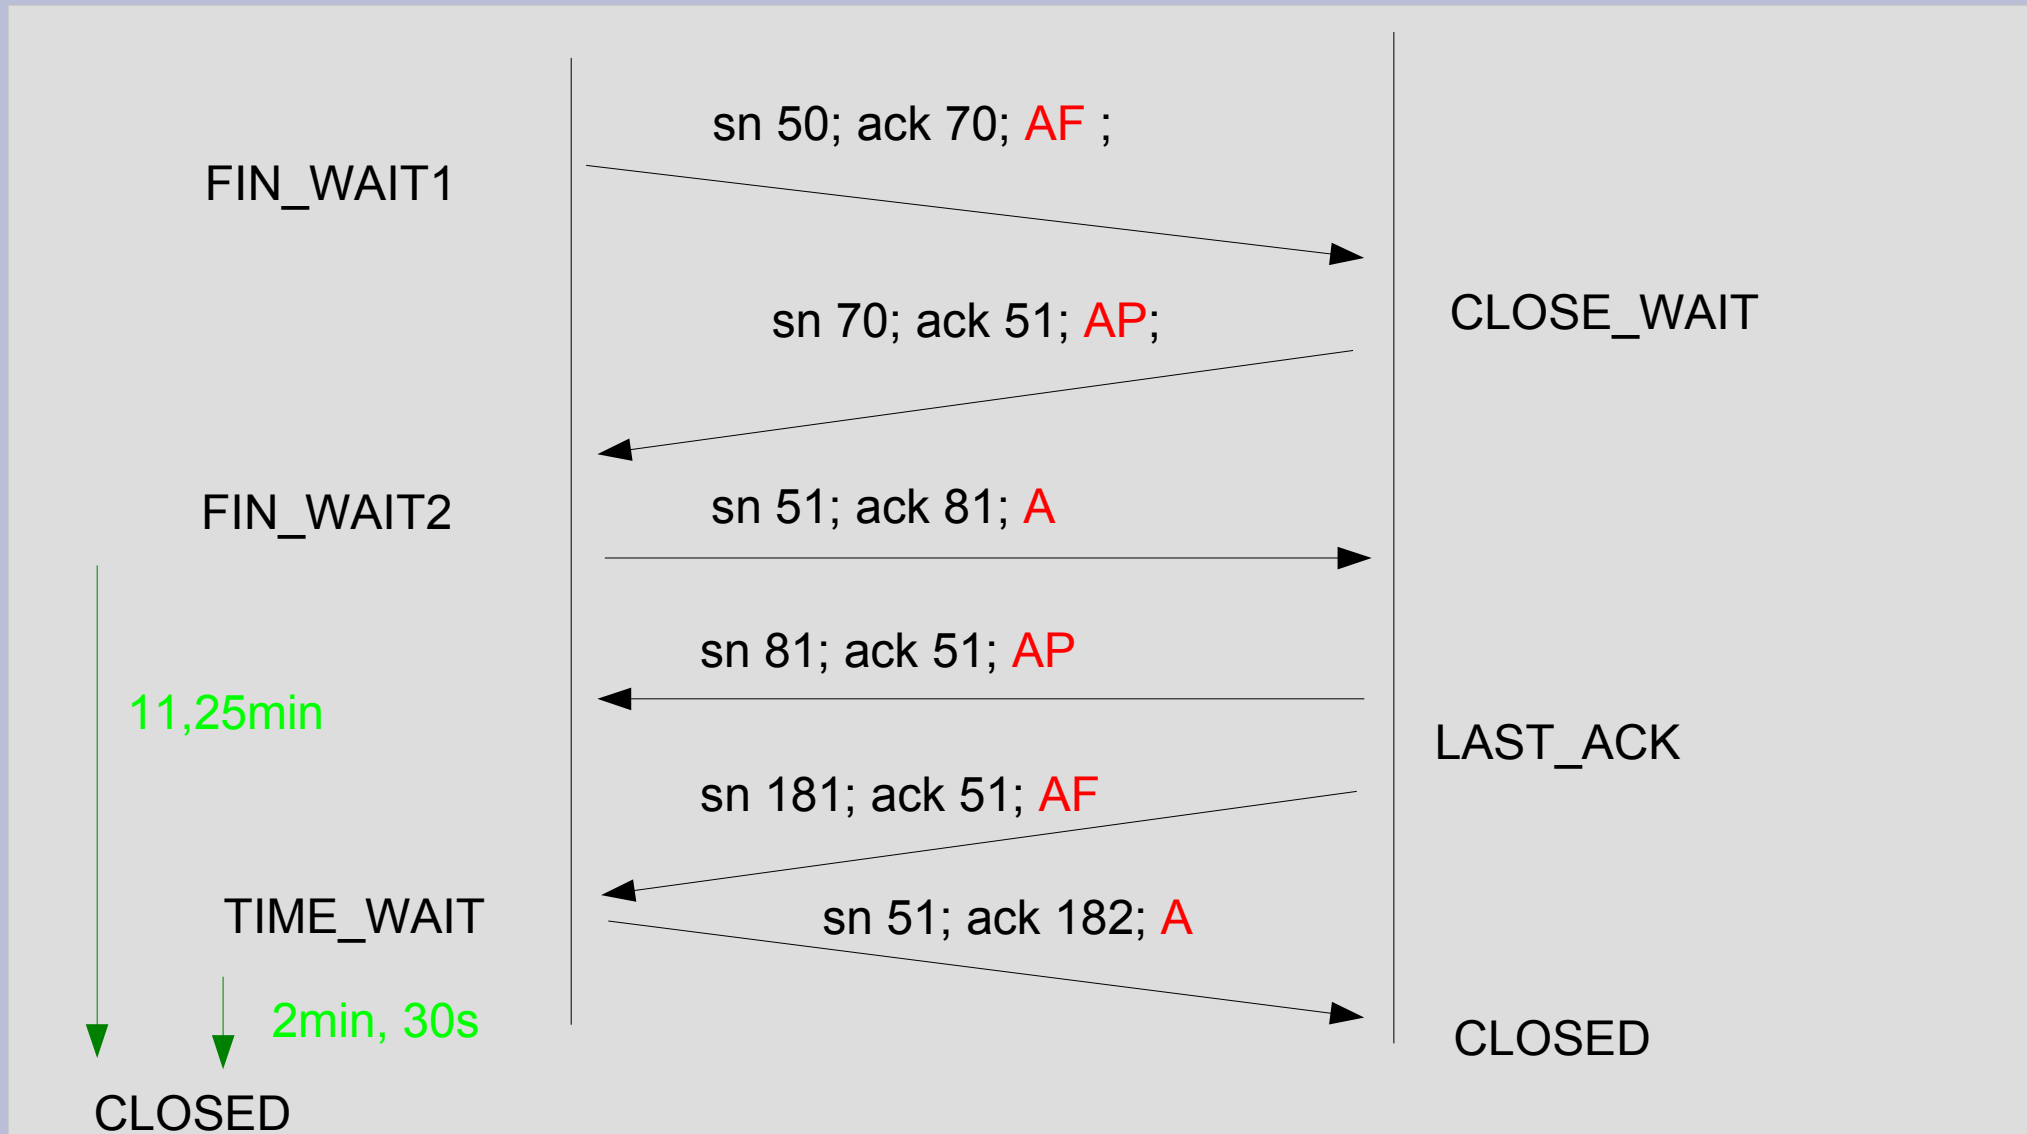 sn 50; ack 70; AF ;
FIN_WAIT1
sn 70; ack 51; AP;
CLOSE_WAIT
FIN_WAIT2
sn 51; ack 81; A
sn 81; ack 51; AP
11,25min
LAST_ACK
sn 181; ack 51; AF
TIME_WAIT
sn 51; ack 182; A
2min, 30s
CLOSED
CLOSED